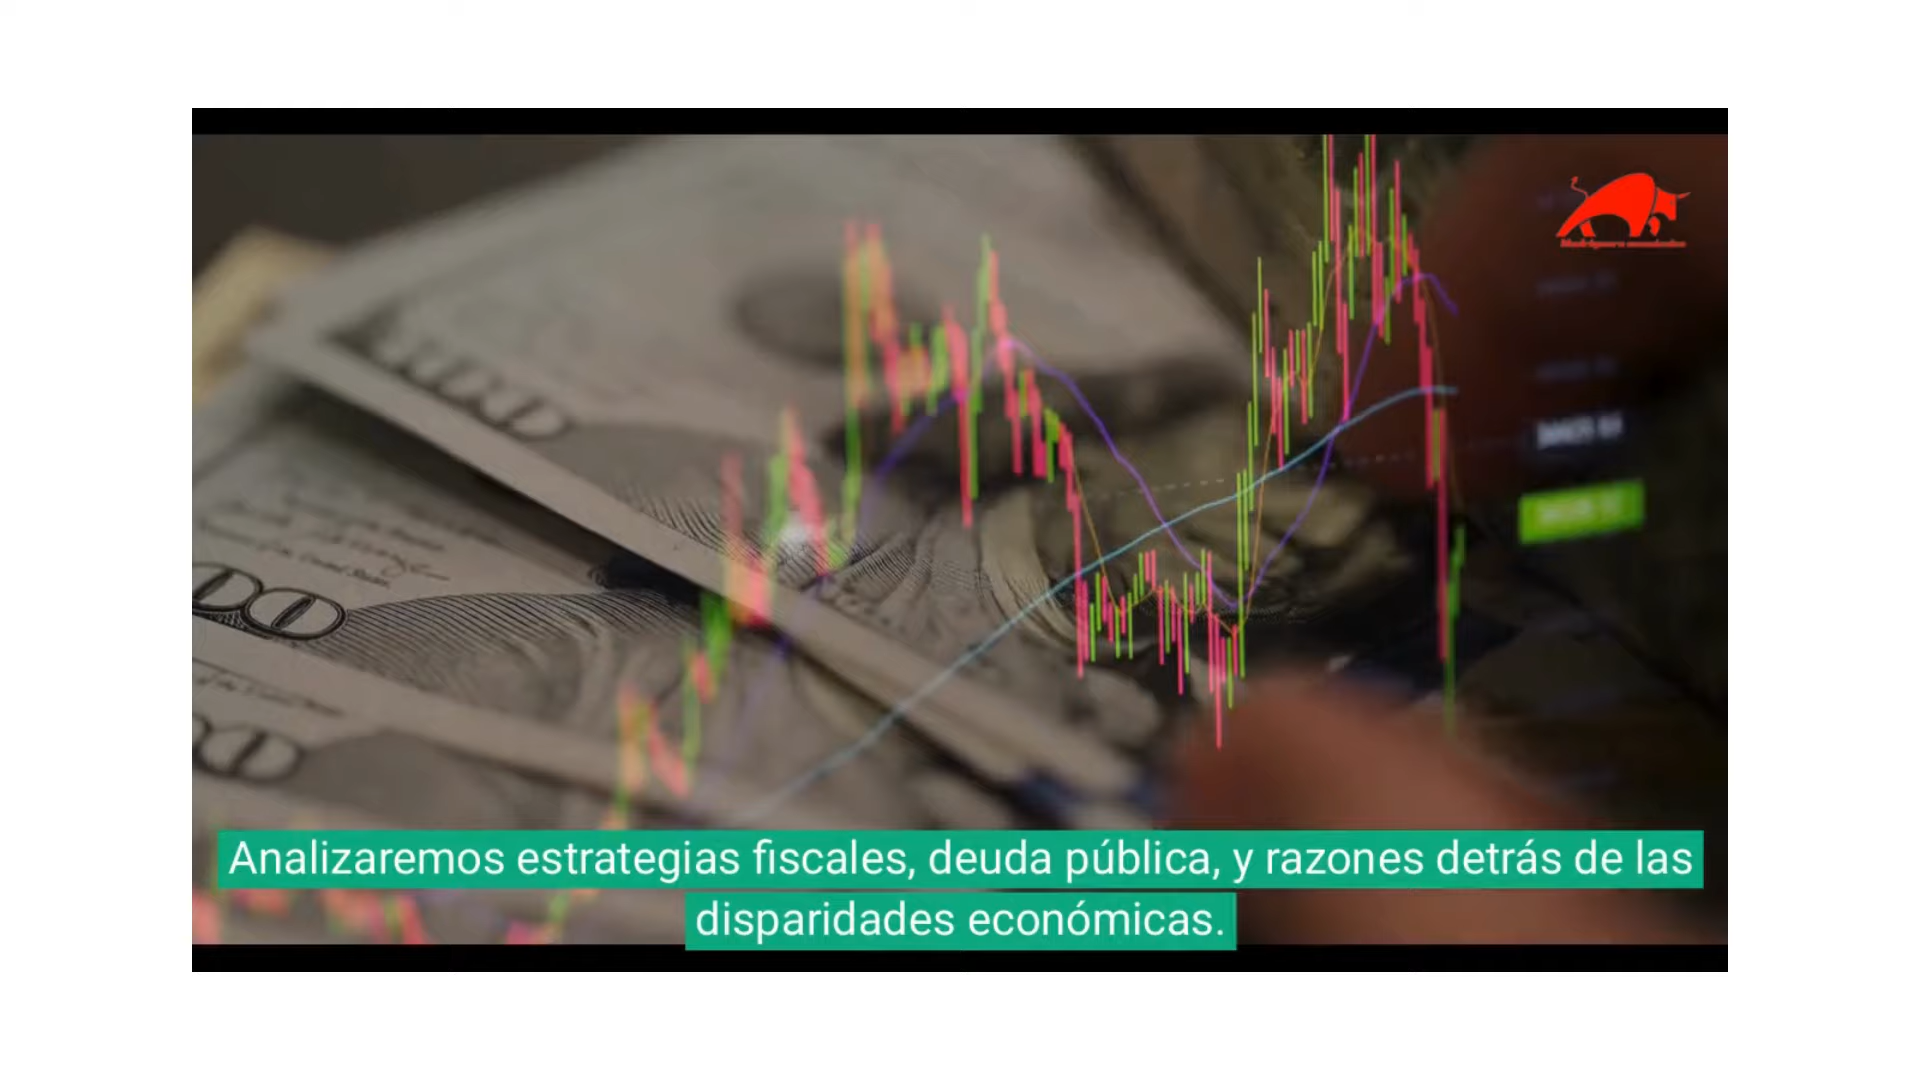 Analizaremos estrategias fiscales, deuda pública, y razones detrás de las
disparidades económicas.